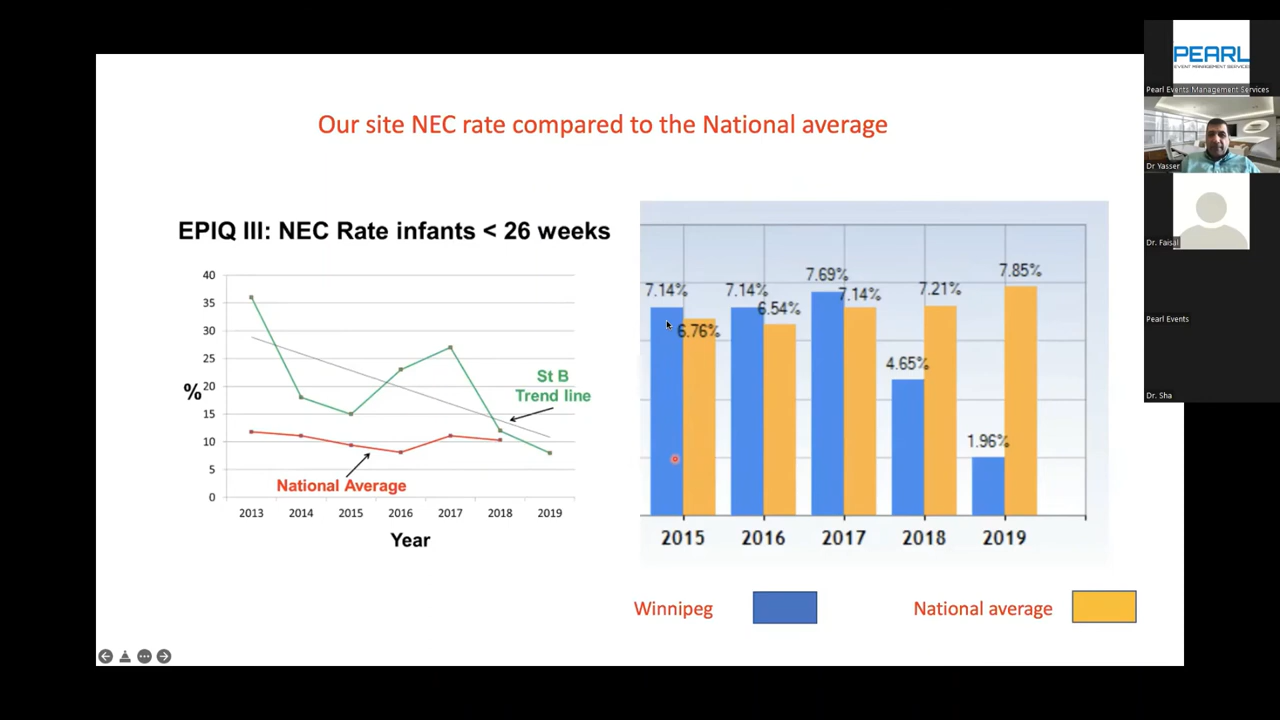 Our site NEC rate compared to the National average
EPIQ III: NEC Rate infants < 26 weeks
40
35
30
25
20
15
10
5
0
%
St B
Trend line
National Average
2013 2014 2015 2016 2017 2018 2019
Year
7.14% 6.76% 7.14% 6.54% 7.69% 7.14% 4.65% 7.21% 1.96% 7.85%
2015 2016 2017 2018 2019
Winnipeg
National average
PEARL
EVENT MANAGEMENT SERVICES
Pearl Events Management Services
Dr Yasser
Dr. Faisal
Pearl Events
Dr. Sha